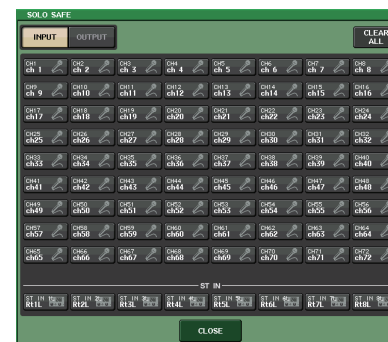 SOLO SAFE
INPUT OUTPUT CLEAR ALL
CH1 CH2 CH3 CH4 CH5 CH6 CH7 CH8
ch 1 ch 2 ch 3 ch 4 ch 5 ch 6 ch 7 ch 8
CH9 CH10 CH11 CH12 CH13 CH14 CH15 CH16
ch 9 ch10 ch11 ch12 ch13 ch14 ch15 ch16
CH17 CH18 CH19 CH20 CH21 CH22 CH23 CH24
ch17 ch18 ch19 ch20 ch21 ch22 ch23 ch24
CH25 CH26 CH27 CH28 CH29 CH30 CH31 CH32
ch25 ch26 ch27 ch28 ch29 ch30 ch31 ch32
CH33 CH34 CH35 CH36 CH37 CH38 CH39 CH40
ch33 ch34 ch35 ch36 ch37 ch38 ch39 ch40
CH41 CH42 CH43 CH44 CH45 CH46 CH47 CH48
ch41 ch42 ch43 ch44 ch45 ch46 ch47 ch48
CH49 CH50 CH51 CH52 CH53 CH54 CH55 CH56
ch49 ch50 ch51 ch52 ch53 ch54 ch55 ch56
CH57 CH58 CH59 CH60 CH61 CH62 CH63 CH64
ch57 ch58 ch59 ch60 ch61 ch62 ch63 ch64
CH65 CH66 CH67 CH68 CH69 CH70 CH71 CH72
ch65 ch66 ch67 ch68 ch69 ch70 ch71 ch72
ST IN
ST IN ST IN ST IN ST IN ST IN ST IN ST IN ST IN
Rt1L Rt2L Rt3L Rt4L Rt5L Rt6L Rt7L Rt8L
CLOSE